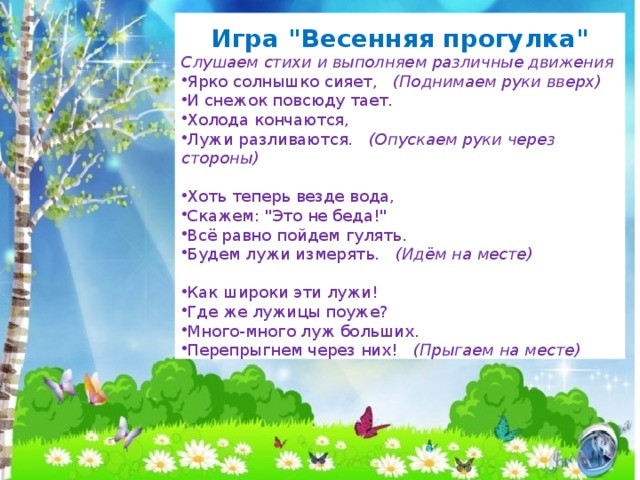 Игра "Весенняя прогулка"
Слушаем стихи и выполняем различные движения
•Ярко солнышко сияет, (Поднимаем руки вверх)
•И снежок повсюду тает.
•Холода кончаются,
•Лужи разливаются. (Опускаем руки через
стороны)
•Хоть теперь везде вода,
•Скажем: "Это не беда!"
•Всё равно пойдем гулять.
•Будем лужи измерять. (Идём на месте)
•Как широки эти лужи!
•Где же лужицы поуже?
•Много-много луж больших.
•Перепрыгнем через них! (Прыгаем на месте)